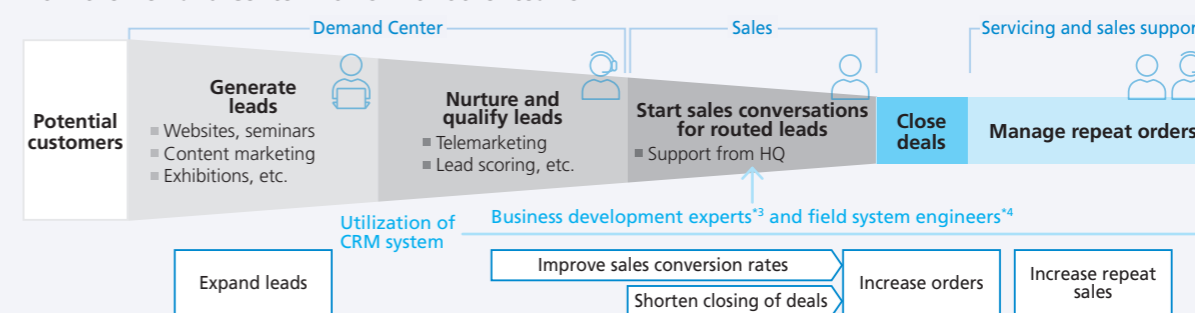 Demand Center
Sales
Servicing and sales suppor
Potential
customers
Generate
leads
Websites, seminars
Content marketing
Exhibitions, etc.
Nurture and
qualify leads
Telemarketing
Lead scoring, etc.
Start sales conversations
for routed leads
Support from HQ
Close
deals
Manage repeat orders
Utilization of
CRM system
Business development experts*3 and field system engineers*4
Expand leads
Improve sales conversion rates
Shorten closing of deals
Increase orders
Increase repeat
sales